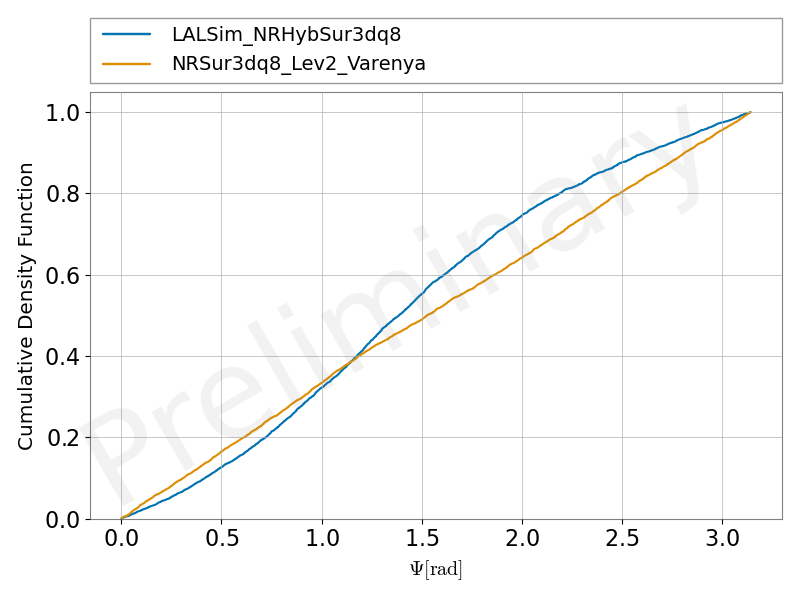 LALSim_NRHybSur3dq8
NRSur3dq8_Lev2_Varenya
Preliminary
Cumulative Density Function
1.0
0.8
0.6
0.4
0.2
0.0
0.0 0.5 1.0 1.5 2.0 2.5 3.0
Ψ[rad]